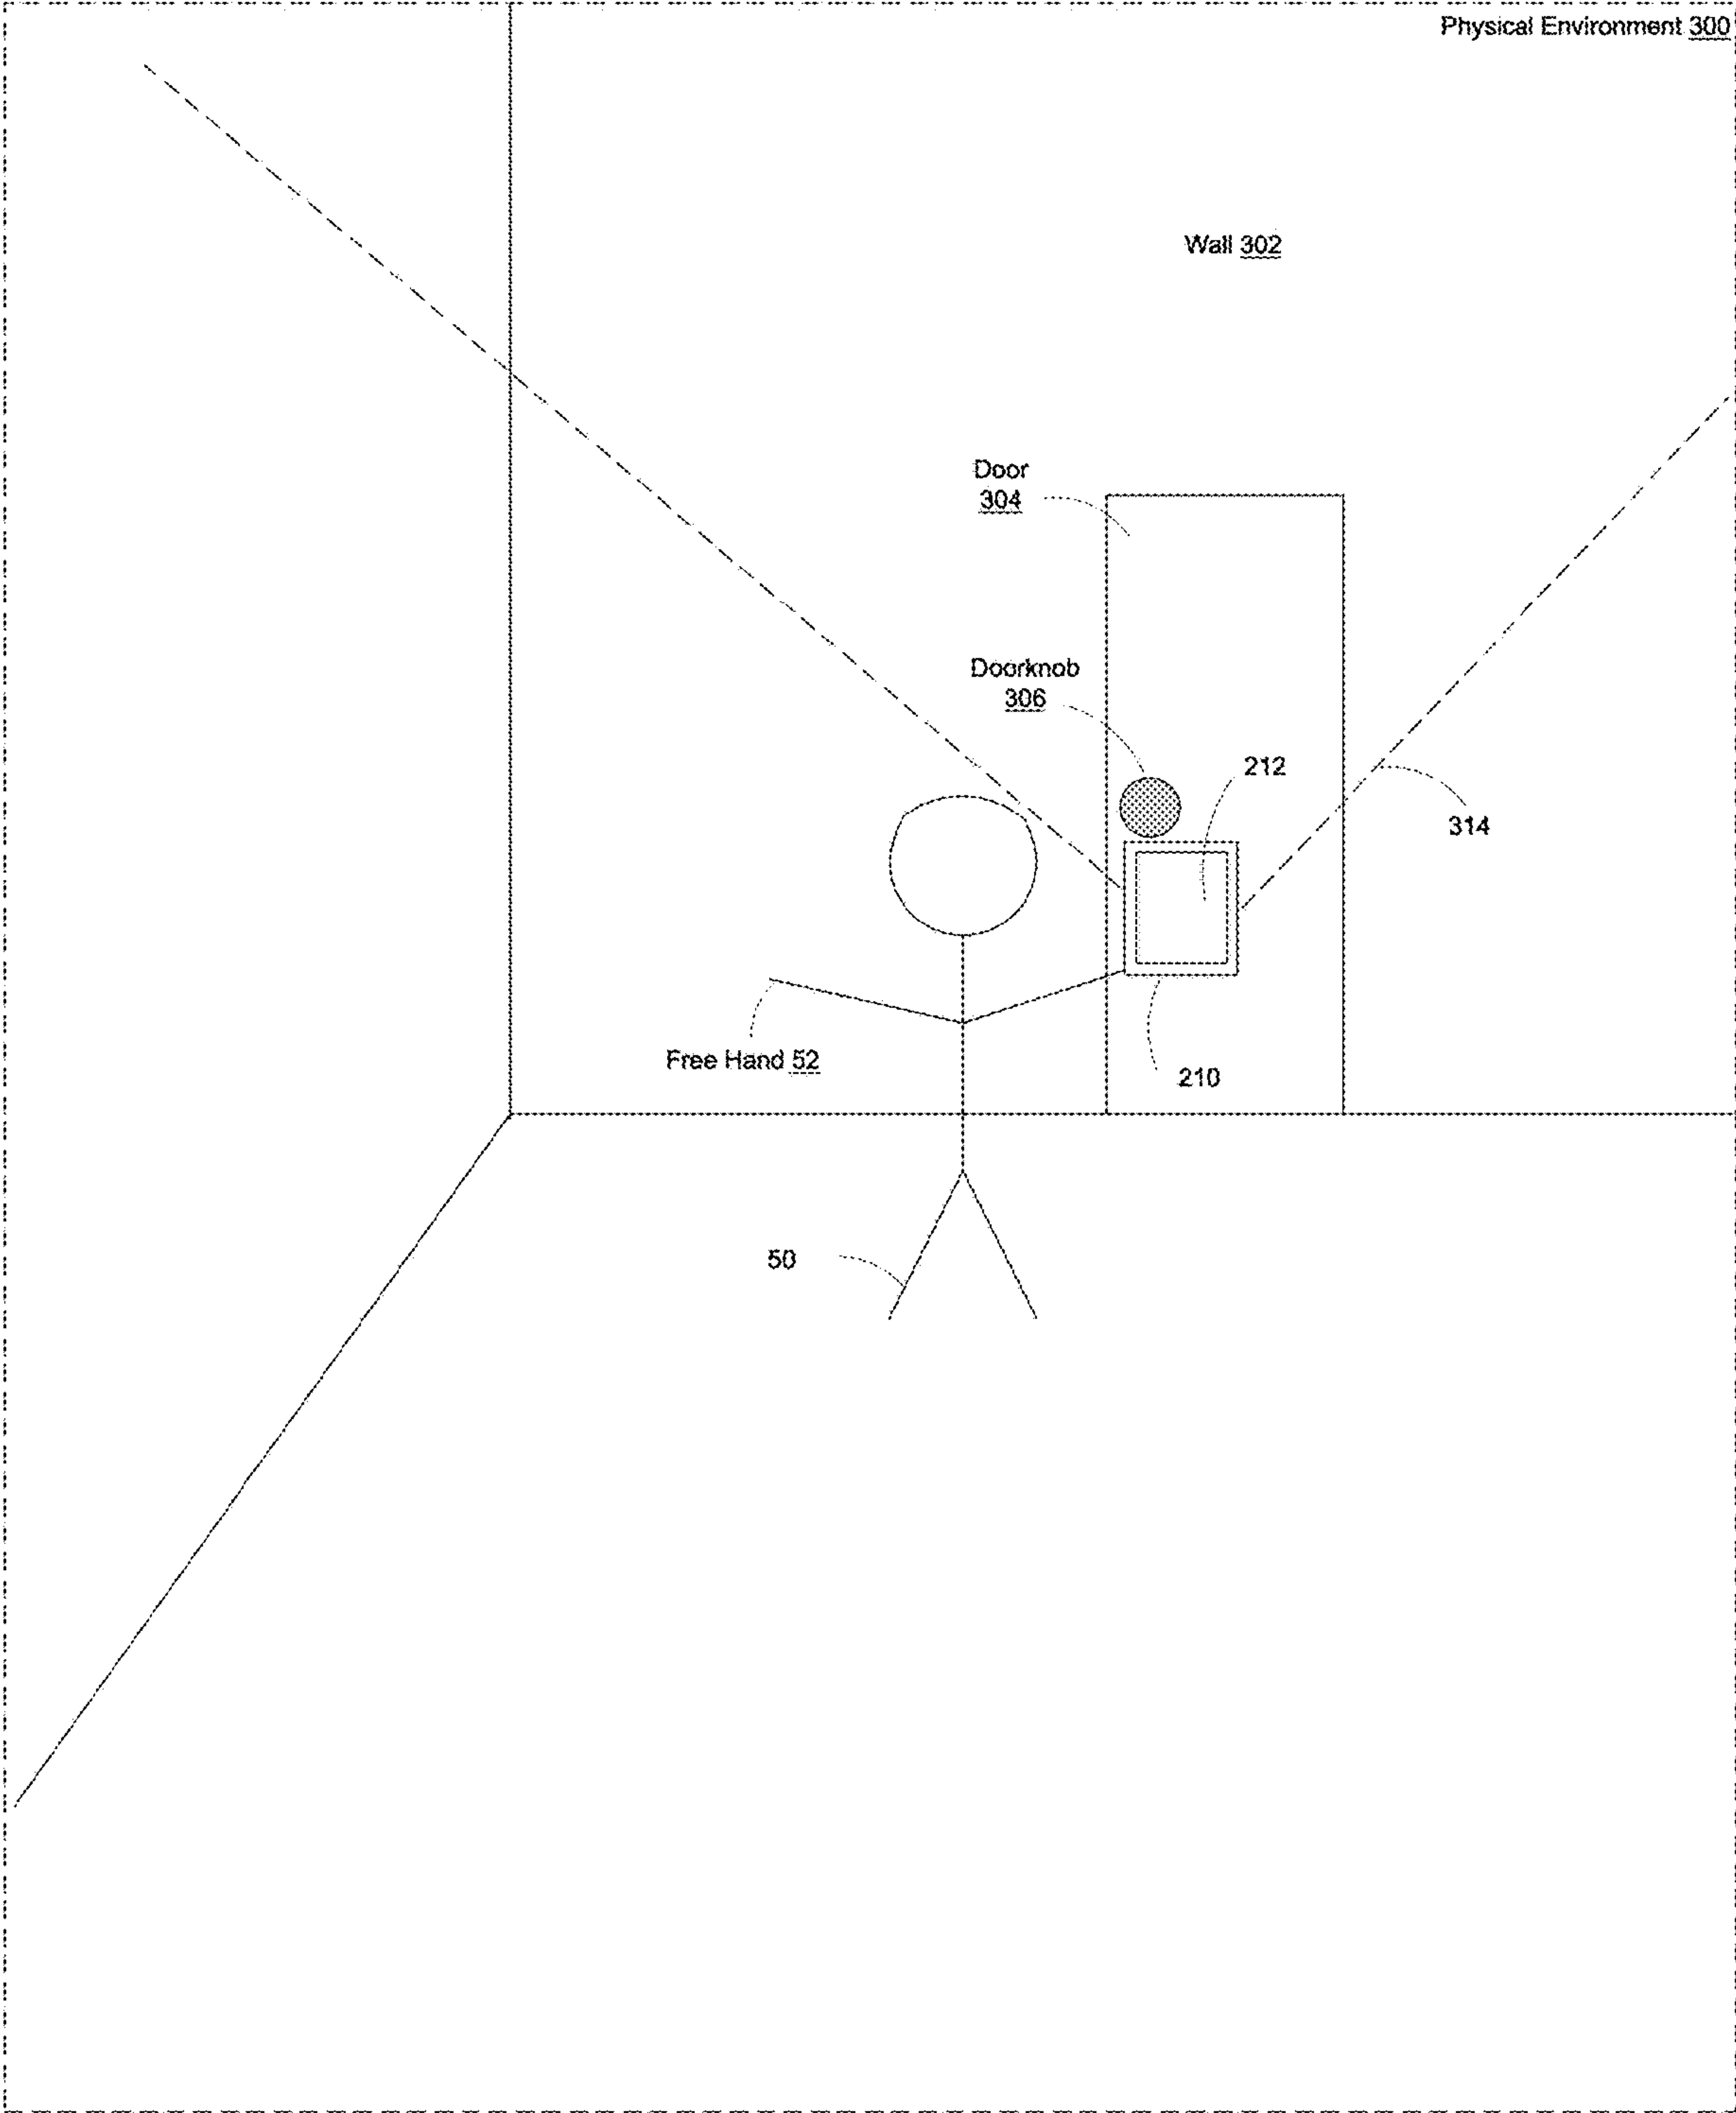 Physical Environment 300
Wall 302
Door
304
Doorknob
306
212
314
Free Hand 52
210
50